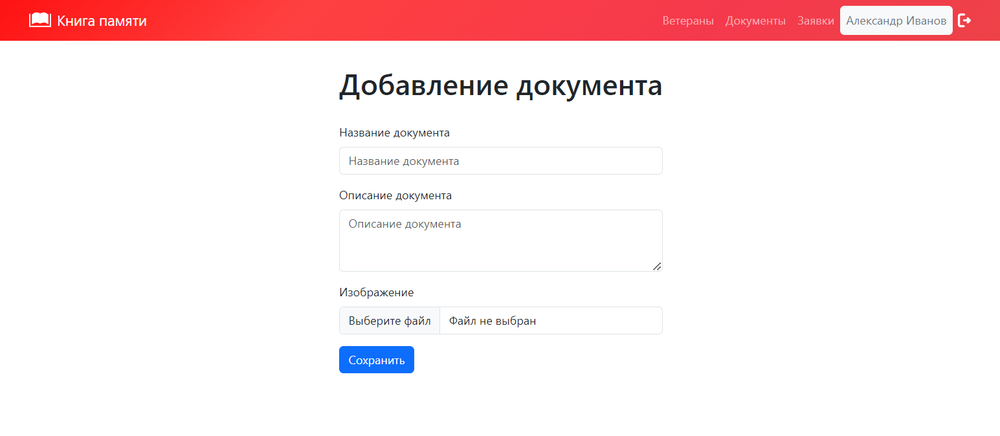 Книга памяти
Ветераны Документы Заявки Александр Иванов
Добавление документа
Название документа
Название документа
Описание документа
Описание документа
Изображение
Выберите файл Файл не выбран
Сохранить